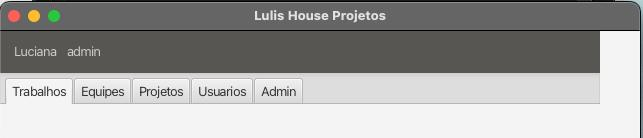 Lulis House Projetos
Luciana admin
Trabalhos Equipes Projetos Usuarios Admin